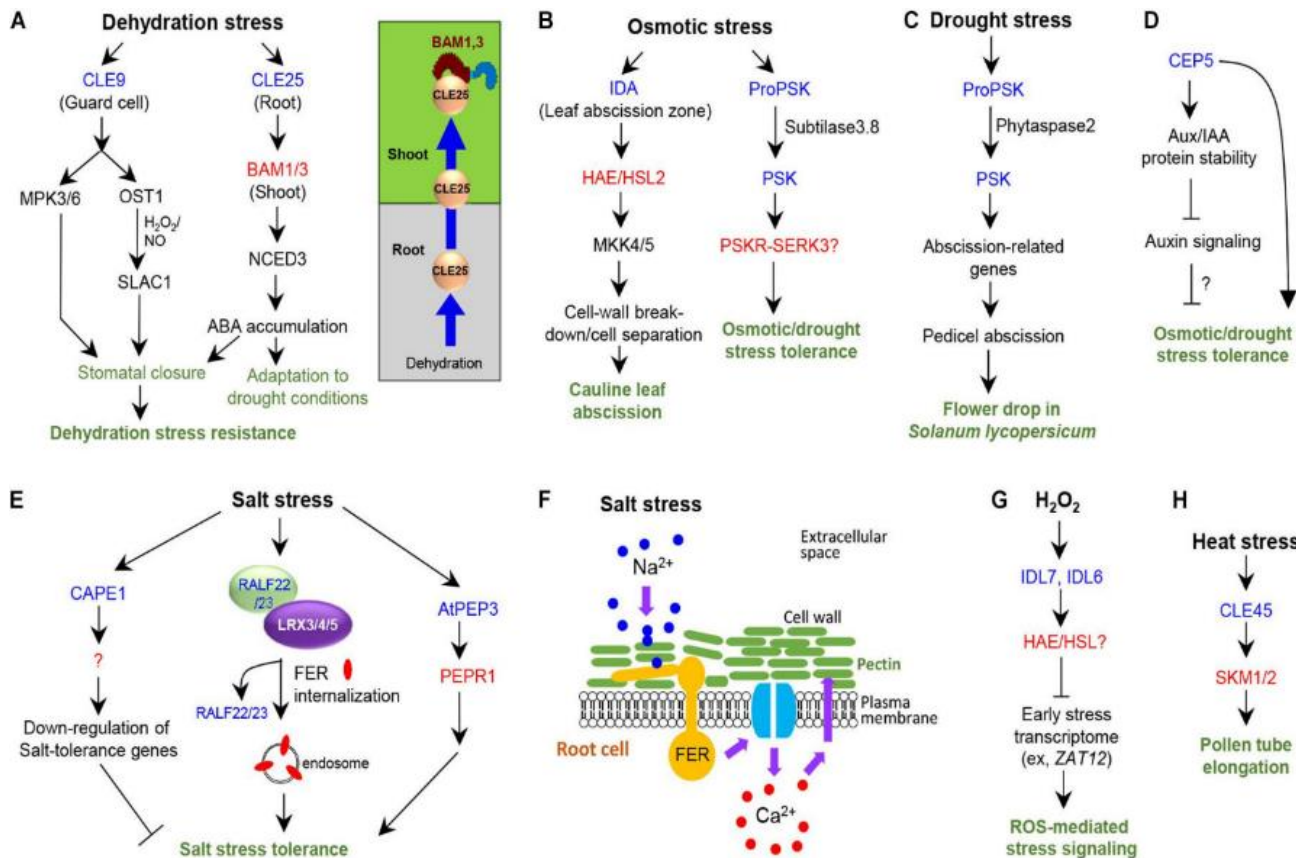 A
Dehydration stress
CLE9
(Guard cell)
CLE25
(Root)
MPK3/6
OST1
H₂O₂/
NO
SLAC1
BAM1/3
(Shoot)
NCED3
ABA accumulation
Stomatal closure
Adaptation to
drought conditions
Dehydration stress resistance
BAM1,3
CLE25
Shoot
CLE25
Root
CLE25
Dehydration
B
Osmotic stress
IDA
(Leaf abscission zone)
HAE/HSL2
MKK4/5
Cell-wall break-
down/cell separation
Cauline leaf
abscission
ProPSK
Subtilase3.8
PSK
PSKR-SERK3?
Osmotic/drought
stress tolerance
C
Drought stress
ProPSK
Phytaspase2
PSK
Abscission-related
genes
Pedicel abscission
Flower drop in
Solanum lycopersicum
D
CEP5
Aux/IAA
protein stability
Auxin signaling
?
Osmotic/drought
stress tolerance
E
Salt stress
CAPE1
?
Down-regulation of
Salt-tolerance genes
RALF22
/23
LRX3/4/5
FER
internalization
RALF22/23
endosome
AtPEP3
PEPR1
Salt stress tolerance
F
Salt stress
Extracellular
space
Na²⁺
Cell wall
Pectin
Plasma
membrane
Root cell
FER
Ca²⁺
G
H₂O₂
IDL7, IDL6
HAE/HSL?
Early stress
transcriptome
(ex, ZAT12)
ROS-mediated
stress signaling
H
Heat stress
CLE45
SKM1/2
Pollen tube
elongation